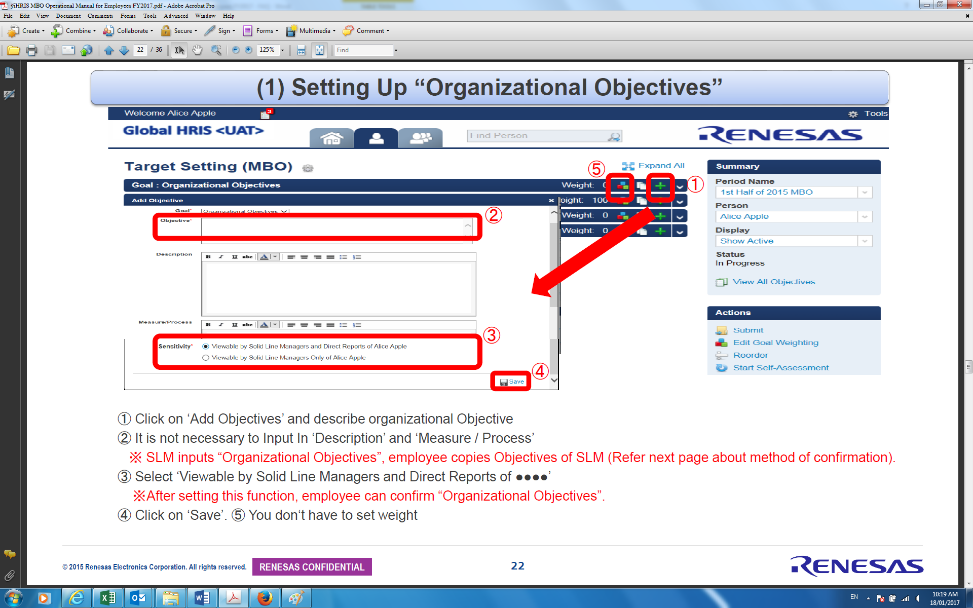 HRIS MBO Operational Manual for Employees FY2017.pdf - Adobe Acrobat Pro
File Edit View Document Comments Forms Tools Advanced Window Help
Create Combine Collaborate Secure Sign Forms Multimedia Comment
22 / 36 125% Find
(1) Setting Up “Organizational Objectives”
Welcome Alice Apple 3 Tools
Global HRIS <UAT> Find Person RENESAS
Target Setting (MBO) ⑤ Expand All
Goal : Organizational Objectives Weight: 0 ①
Add Objective
Weight: 100
Goal* Organizational Objectives
Weight: 0
Objective* ②
Weight: 0
Description
B I U abc A
Measure/Process
B I U abc A
③
Sensitivity* Viewable by Solid Line Managers and Direct Reports of Alice Apple
Viewable by Solid Line Managers Only of Alice Apple
Save ④
Summary
Period Name
1st Half of 2015 MBO
Person
Alice Apple
Display
Show Active
Status
In Progress
View All Objectives
Actions
Submit
Edit Goal Weighting
Reorder
Start Self-Assessment
① Click on ‘Add Objectives’ and describe organizational Objective
② It is not necessary to Input In ‘Description’ and ‘Measure / Process’
※ SLM inputs “Organizational Objectives”, employee copies Objectives of SLM (Refer next page about method of confirmation).
③ Select ‘Viewable by Solid Line Managers and Direct Reports of ●●●●’
※After setting this function, employee can confirm “Organizational Objectives”.
④ Click on ‘Save’. ⑤ You don‘t have to set weight
© 2015 Renesas Electronics Corporation. All rights reserved. RENESAS CONFIDENTIAL 22 RENESAS
EN 10:19 AM
18/01/2017